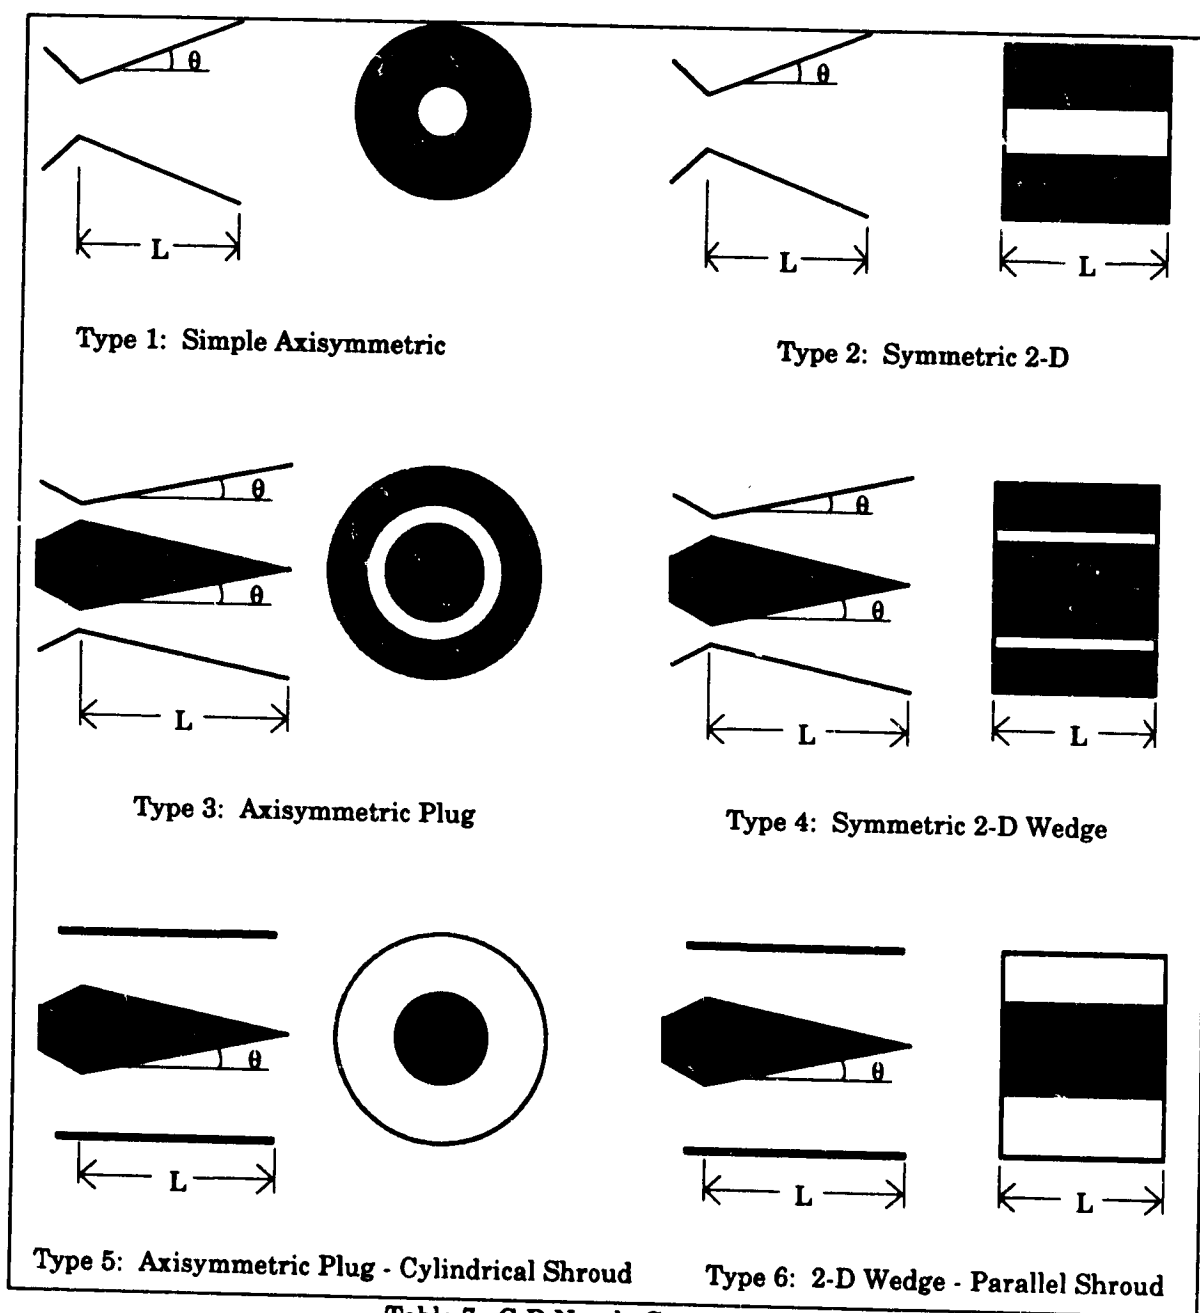 θ
θ
L
L
L
Type 1: Simple Axisymmetric
Type 2: Symmetric 2-D
θ
θ
θ
θ
L
L
L
Type 3: Axisymmetric Plug
Type 4: Symmetric 2-D Wedge
θ
θ
L
L
L
Type 5: Axisymmetric Plug - Cylindrical Shroud
Type 6: 2-D Wedge - Parallel Shroud